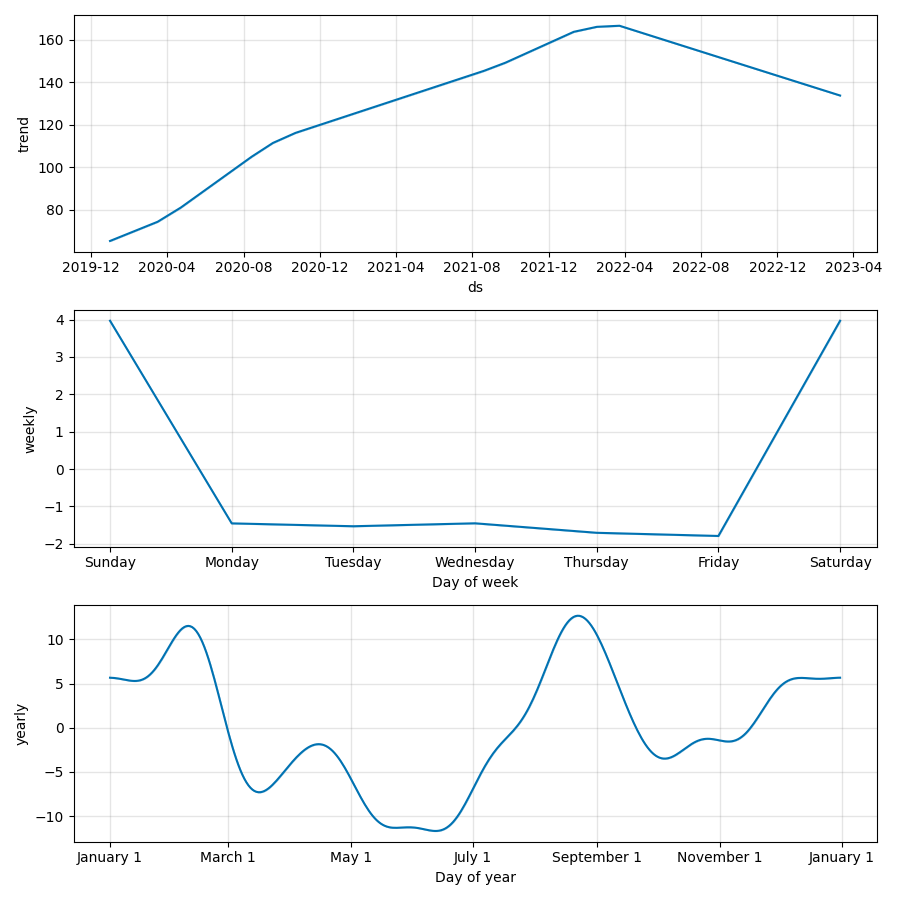 160
140
120
100
80
trend
2019-12 2020-04 2020-08 2020-12 2021-04 2021-08 2021-12 2022-04 2022-08 2022-12 2023-04
ds
4
3
2
1
0
−1
−2
weekly
Sunday Monday Tuesday Wednesday Thursday Friday Saturday
Day of week
10
5
0
−5
−10
yearly
January 1 March 1 May 1 July 1 September 1 November 1 January 1
Day of year